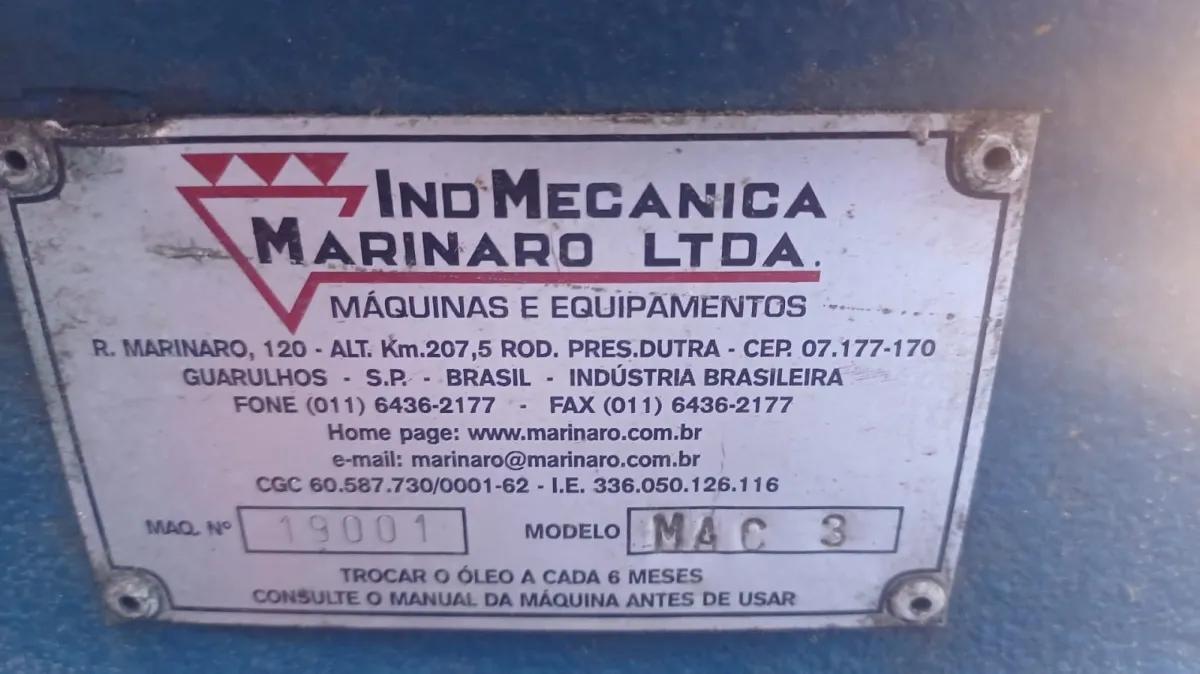 IND MECANICA
MARINARO LTDA.
MÁQUINAS E EQUIPAMENTOS
R. MARINARO, 120 - ALT. Km.207,5 ROD. PRES.DUTRA - CEP. 07.177-170
GUARULHOS - S.P. - BRASIL - INDÚSTRIA BRASILEIRA
FONE (011) 6436-2177 - FAX (011) 6436-2177
Home page: www.marinaro.com.br
e-mail: marinaro@marinaro.com.br
CGC 60.587.730/0001-62 - I.E. 336.050.126.116
MAQ. Nº 19001 MODELO MAC 3
TROCAR O ÓLEO A CADA 6 MESES
CONSULTE O MANUAL DA MÁQUINA ANTES DE USAR